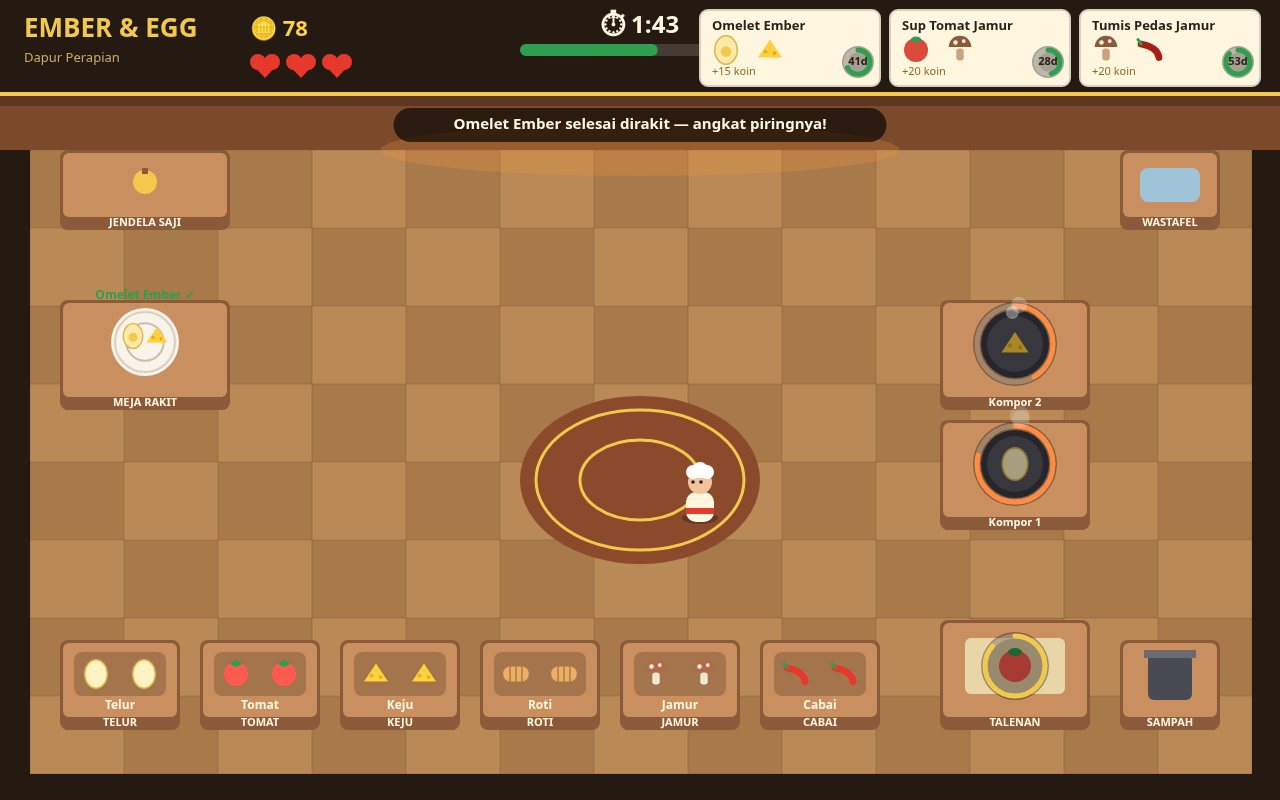 EMBER & EGG
Dapur Perapian
78
1:43
Omelet Ember
+15 koin
41d
Sup Tomat Jamur
+20 koin
28d
Tumis Pedas Jamur
+20 koin
53d
Omelet Ember selesai dirakit — angkat piringnya!
JENDELA SAJI
WASTAFEL
Omelet Ember ✓
MEJA RAKIT
Kompor 2
Kompor 1
Telur
TELUR
Tomat
TOMAT
Keju
KEJU
Roti
ROTI
Jamur
JAMUR
Cabai
CABAI
TALENAN
SAMPAH